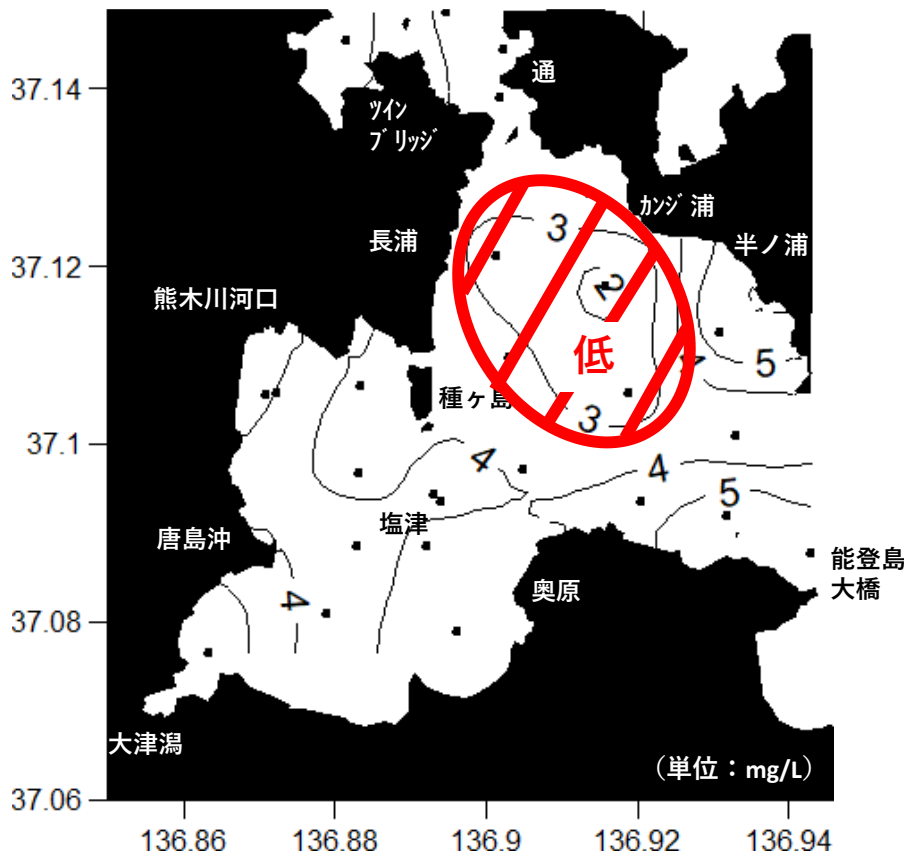 37.14
37.12
37.1
37.08
37.06
136.86
136.88
136.9
136.92
136.94
通
ﾂｲﾝ
ﾌﾞﾘｯｼﾞ
ｶﾝｼﾞ浦
長浦
半ノ浦
熊木川河口
3
2
低
4
5
種ヶ島
3
4
4
5
塩津
唐島沖
奥原
能登島
大橋
4
大津潟
（単位：mg/L）